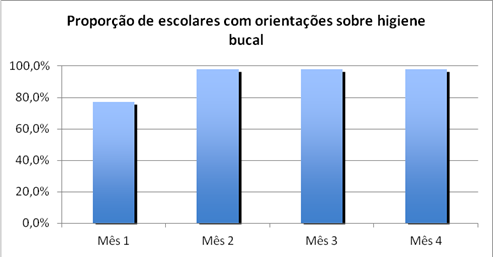 Proporção de escolares com orientações sobre higiene
bucal
100,0%
80,0%
60,0%
40,0%
20,0%
0,0%
Mês 1 Mês 2 Mês 3 Mês 4